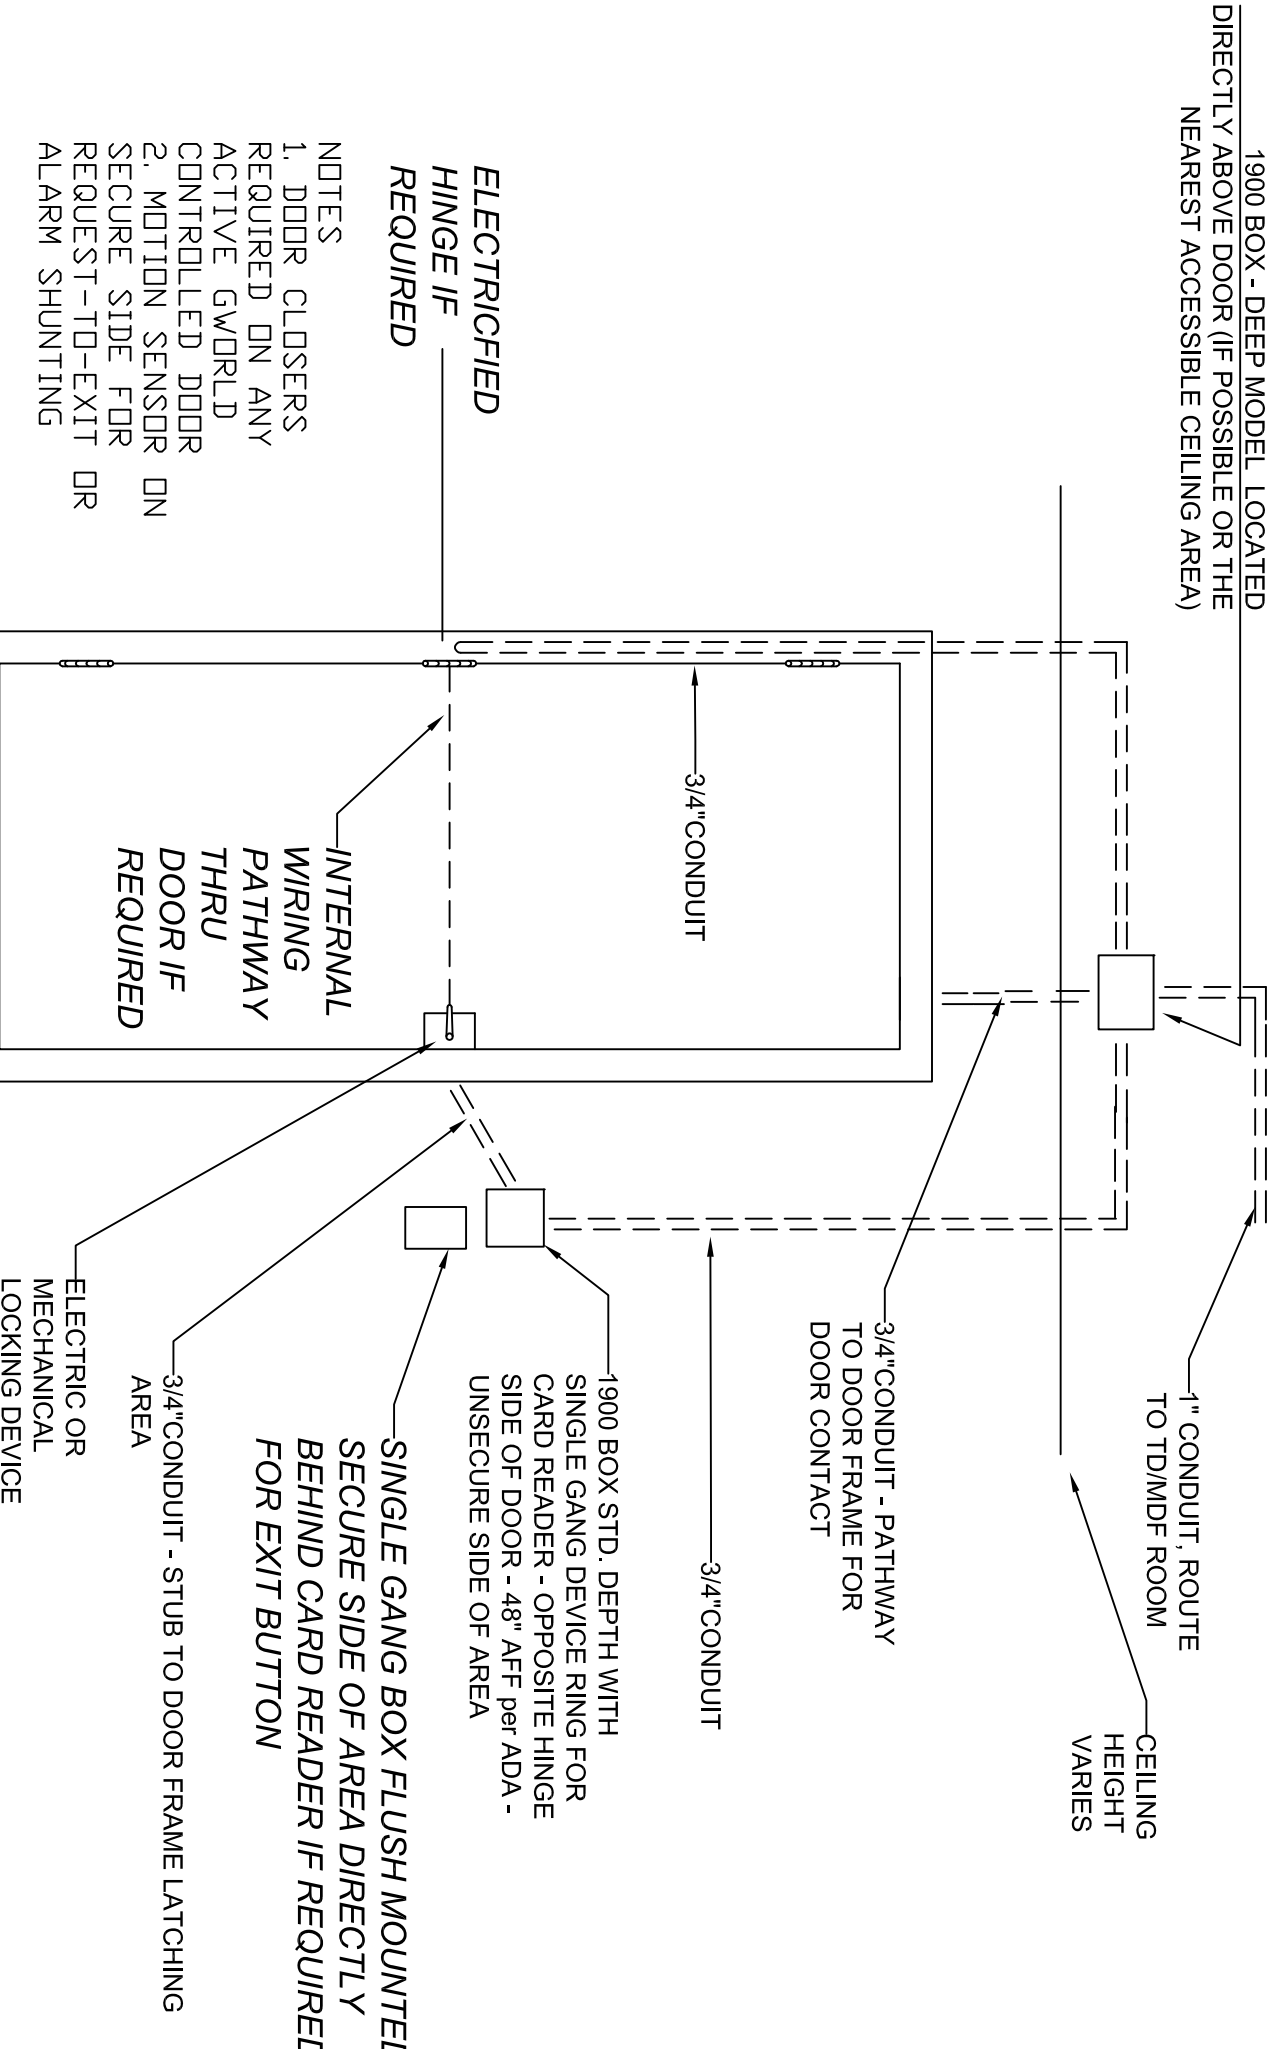 1900 BOX - DEEP MODEL LOCATED
DIRECTLY ABOVE DOOR (IF POSSIBLE OR THE
NEAREST ACCESSIBLE CEILING AREA)
1" CONDUIT, ROUTE
TO TD/MDF ROOM
CEILING
HEIGHT
VARIES
3/4"CONDUIT - PATHWAY
TO DOOR FRAME FOR
DOOR CONTACT
3/4"CONDUIT
3/4"CONDUIT
1900 BOX STD. DEPTH WITH
SINGLE GANG DEVICE RING FOR
CARD READER - OPPOSITE HINGE
SIDE OF DOOR - 48" AFF per ADA -
UNSECURE SIDE OF AREA
ELECTRICFIED
HINGE IF
REQUIRED
SINGLE GANG BOX FLUSH MOUNTED
SECURE SIDE OF AREA DIRECTLY
BEHIND CARD READER IF REQUIRED
FOR EXIT BUTTON
INTERNAL
WIRING
PATHWAY
THRU
DOOR IF
REQUIRED
NOTES
1. DOOR CLOSERS
REQUIRED ON ANY
ACTIVE GWORLD
CONTROLLED DOOR
2. MOTION SENSOR ON
SECURE SIDE FOR
REQUEST-TO-EXIT OR
ALARM SHUNTING
3/4"CONDUIT - STUB TO DOOR FRAME LATCHING
AREA
ELECTRIC OR
MECHANICAL
LOCKING DEVICE